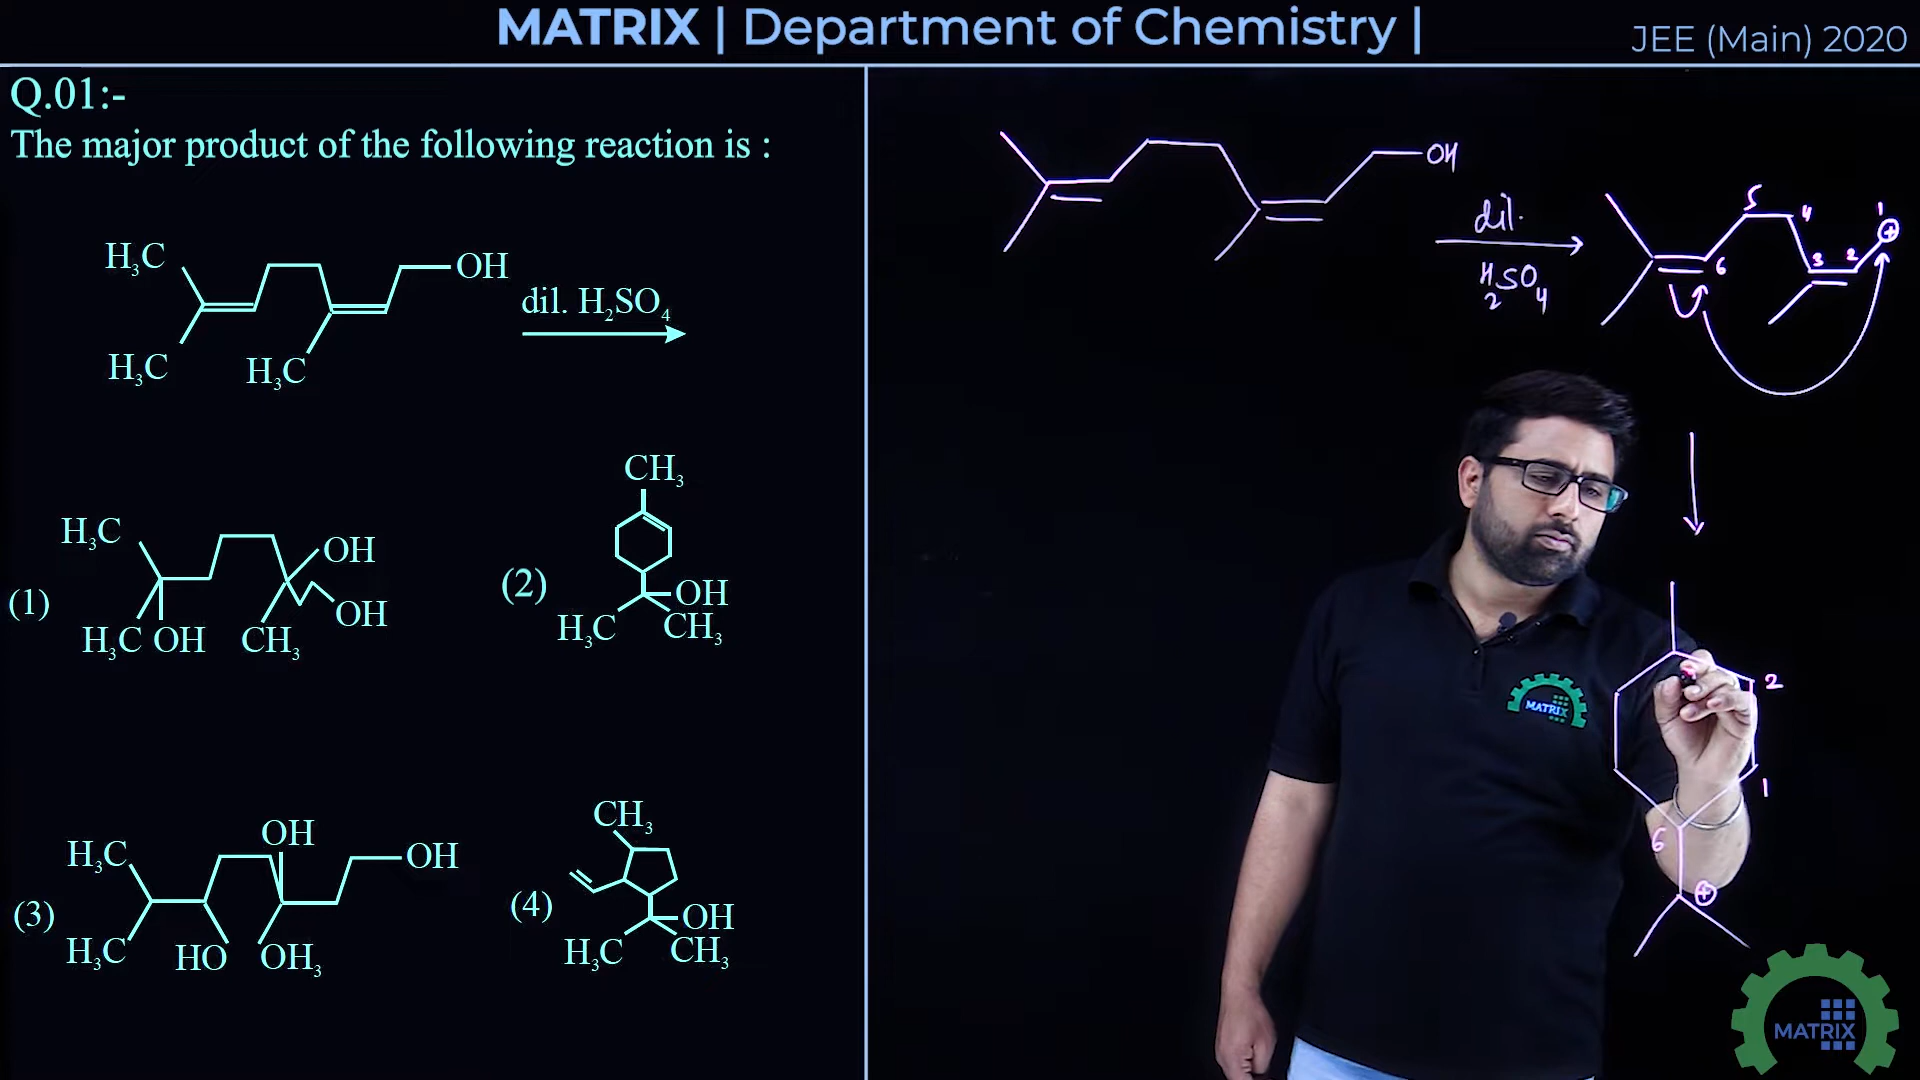 MATRIX | Department of Chemistry |
JEE (Main) 2020
Q.01:-
The major product of the following reaction is :
H₃C
OH
H₃C
H₃C
dil. H₂SO₄
(1)
H₃C
OH
OH
H₃C OH
CH₃
(2)
CH₃
OH
H₃C
CH₃
(3)
H₃C
OH
OH
H₃C
HO
OH₃
(4)
CH₃
OH
H₃C
CH₃
OH
dil.
H₂SO₄
5
4
1
+
6
3
2
2
1
6
+
MATRIX
MATRIX